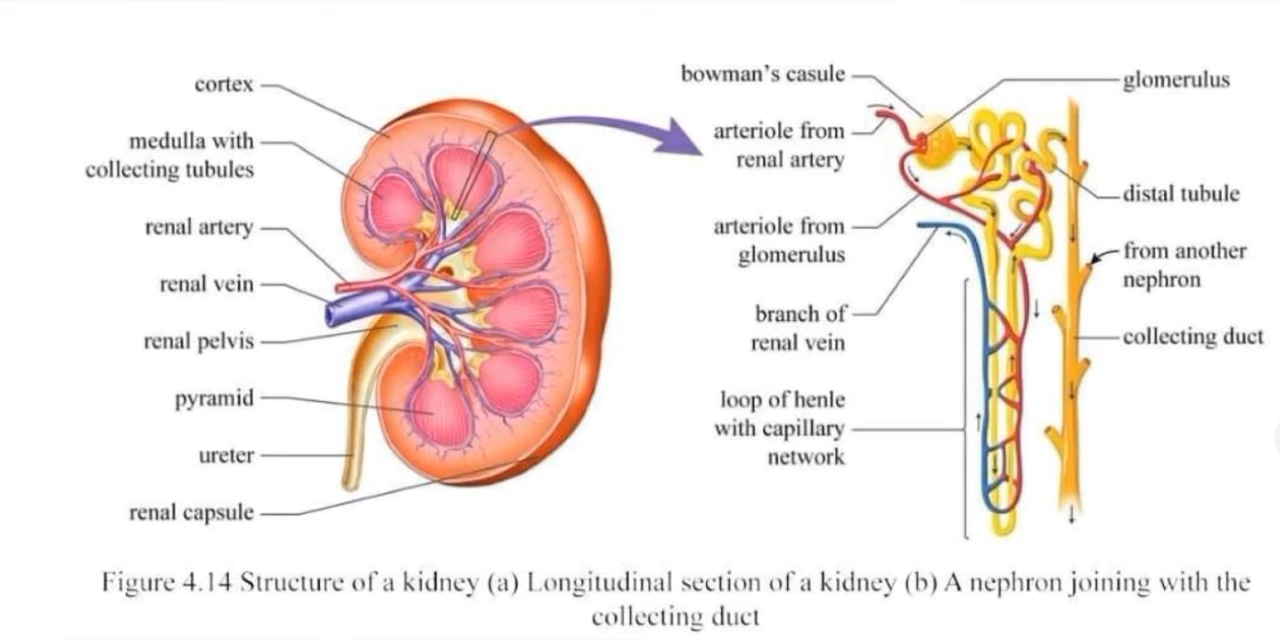 cortex
medulla with
collecting tubules
renal artery
renal vein
renal pelvis
pyramid
ureter
renal capsule
bowman's casule
arteriole from
renal artery
arteriole from
glomerulus
branch of
renal vein
loop of henle
with capillary
network
glomerulus
distal tubule
from another
nephron
collecting duct
Figure 4.14 Structure of a kidney (a) Longitudinal section of a kidney (b) A nephron joining with the
collecting duct